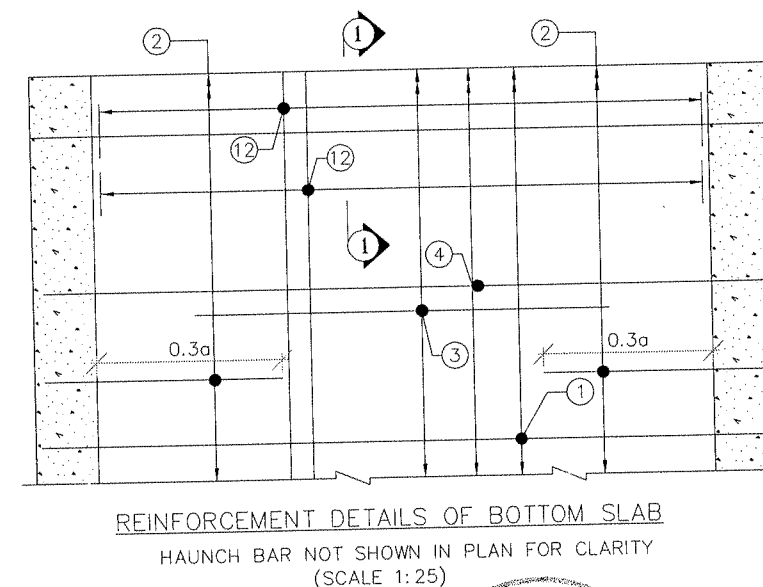 2
1
2
12
12
1
4
0.3a
3
0.3a
1
REINFORCEMENT DETAILS OF BOTTOM SLAB
HAUNCH BAR NOT SHOWN IN PLAN FOR CLARITY
(SCALE 1:25)